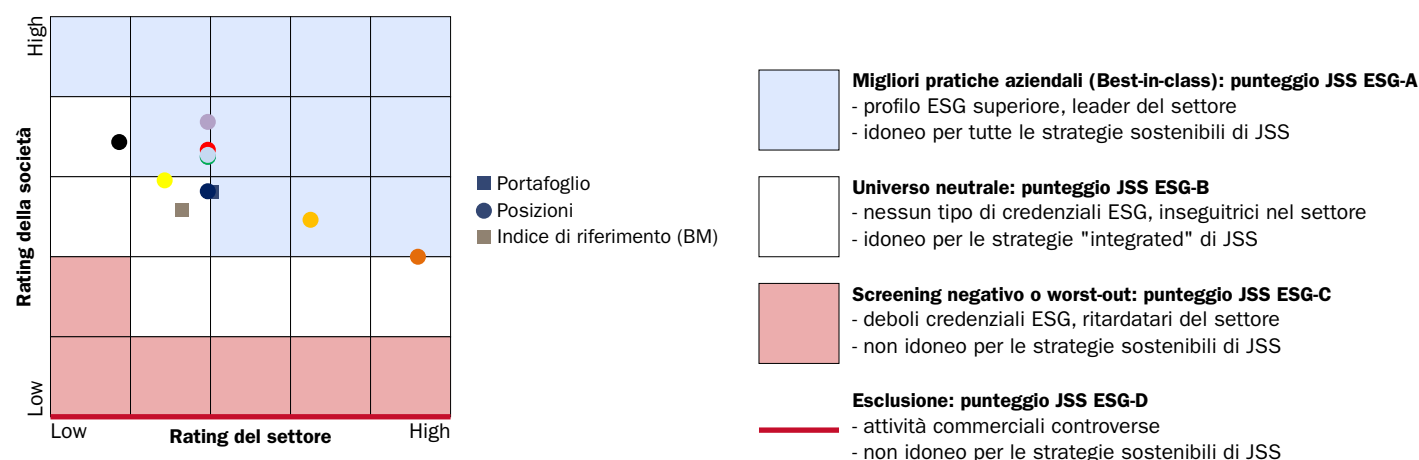 High
Rating della società
Low
Low
Rating del settore
High
Portafoglio
Posizioni
Indice di riferimento (BM)
Migliori pratiche aziendali (Best-in-class): punteggio JSS ESG-A
- profilo ESG superiore, leader del settore
- idoneo per tutte le strategie sostenibili di JSS
Universo neutrale: punteggio JSS ESG-B
- nessun tipo di credenziali ESG, inseguitrici nel settore
- idoneo per le strategie "integrated" di JSS
Screening negativo o worst-out: punteggio JSS ESG-C
- deboli credenziali ESG, ritardatari del settore
- non idoneo per le strategie sostenibili di JSS
Esclusione: punteggio JSS ESG-D
- attività commerciali controverse
- non idoneo per le strategie sostenibili di JSS